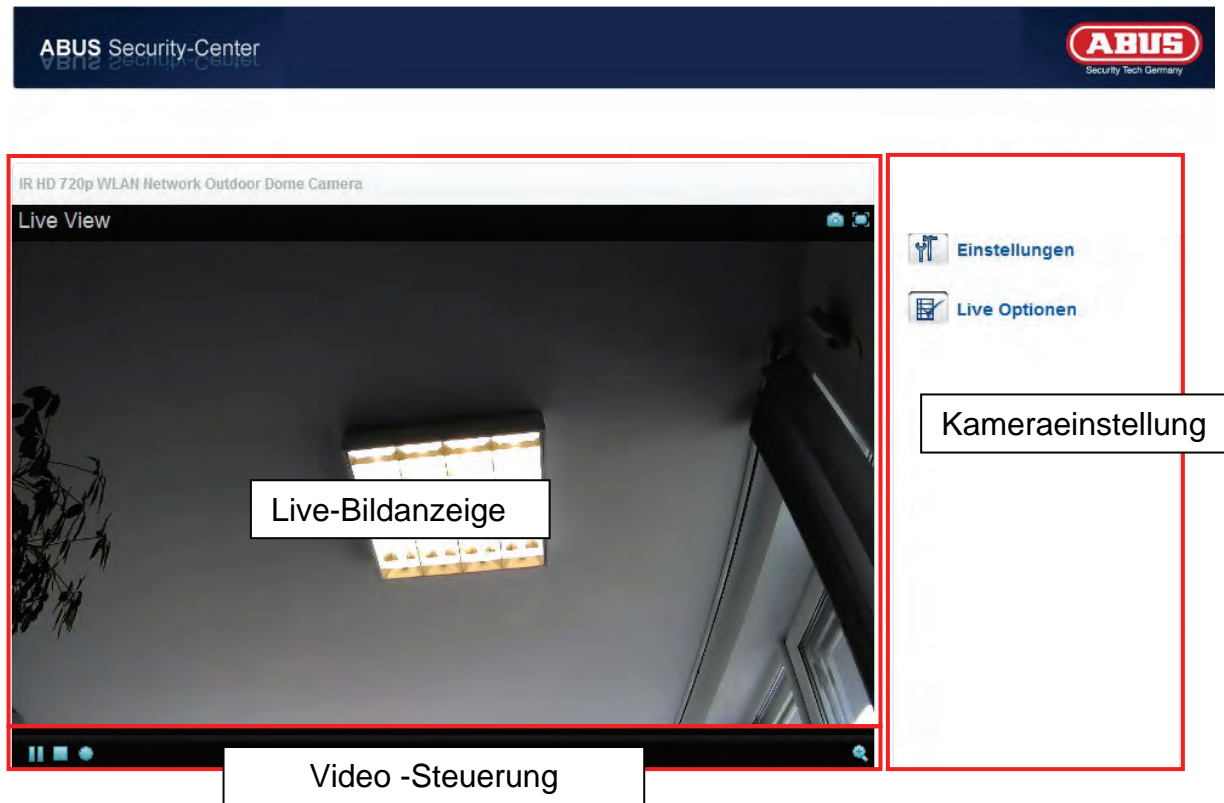 ABUS Security-Center
ABUS
Security Tech Germany
IR HD 720p WLAN Network Outdoor Dome Camera
Live View
Einstellungen
Live Optionen
Kameraeinstellung
Live-Bildanzeige
Video -Steuerung